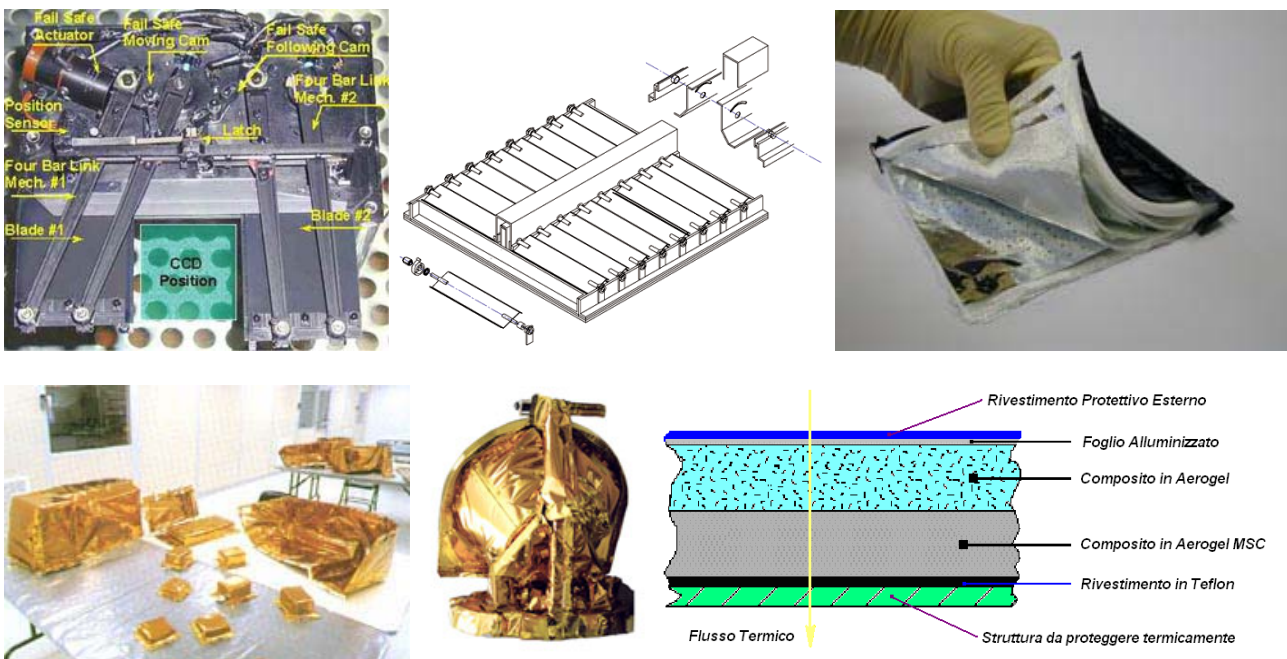 Fail Safe
Actuator
Fail Safe
Moving Cam
Fail Safe
Following Cam
Four Bar Link
Mech. #2
Position
Sensor
Latch
Four Bar Link
Mech. #1
Blade #1
Blade #2
CCD
Position
Rivestimento Protettivo Esterno
Foglio Alluminizzato
Composito in Aerogel
Composito in Aerogel MSC
Rivestimento in Teflon
Flusso Termico
Struttura da proteggere termicamente